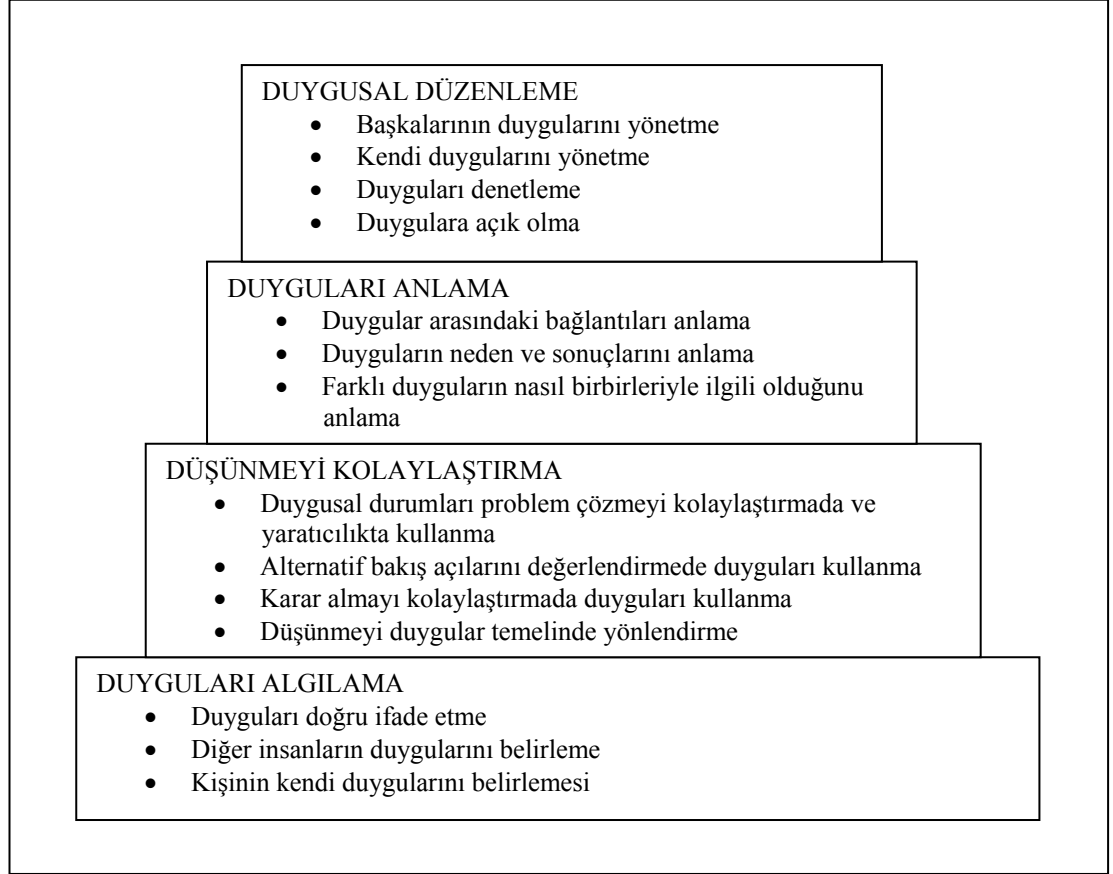 DUYGUSAL DÜZENLEME
• Başkalarının duygularını yönetme
• Kendi duygularını yönetme
• Duyguları denetleme
• Duygulara açık olma
DUYGULARI ANLAMA
• Duygular arasındaki bağlantıları anlama
• Duyguların neden ve sonuçlarını anlama
• Farklı duyguların nasıl birbirleriyle ilgili olduğunu
anlama
DÜŞÜNMEYİ KOLAYLAŞTIRMA
• Duygusal durumları problem çözmeyi kolaylaştırmada ve
yaratıcılıkta kullanma
• Alternatif bakış açılarını değerlendirmede duyguları kullanma
• Karar almayı kolaylaştırmada duyguları kullanma
• Düşünmeyi duygular temelinde yönlendirme
DUYGULARI ALGILAMA
• Duyguları doğru ifade etme
• Diğer insanların duygularını belirleme
• Kişinin kendi duygularını belirlemesi